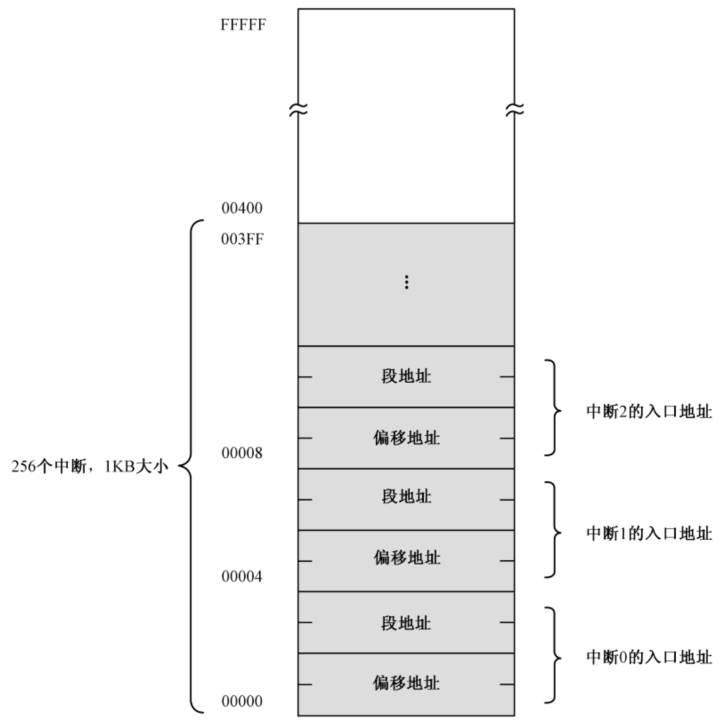 FFFFF
00400
003FF
⋮
段地址
中断2的入口地址
偏移地址
00008
256个中断，1KB大小
段地址
中断1的入口地址
偏移地址
00004
段地址
中断0的入口地址
偏移地址
00000